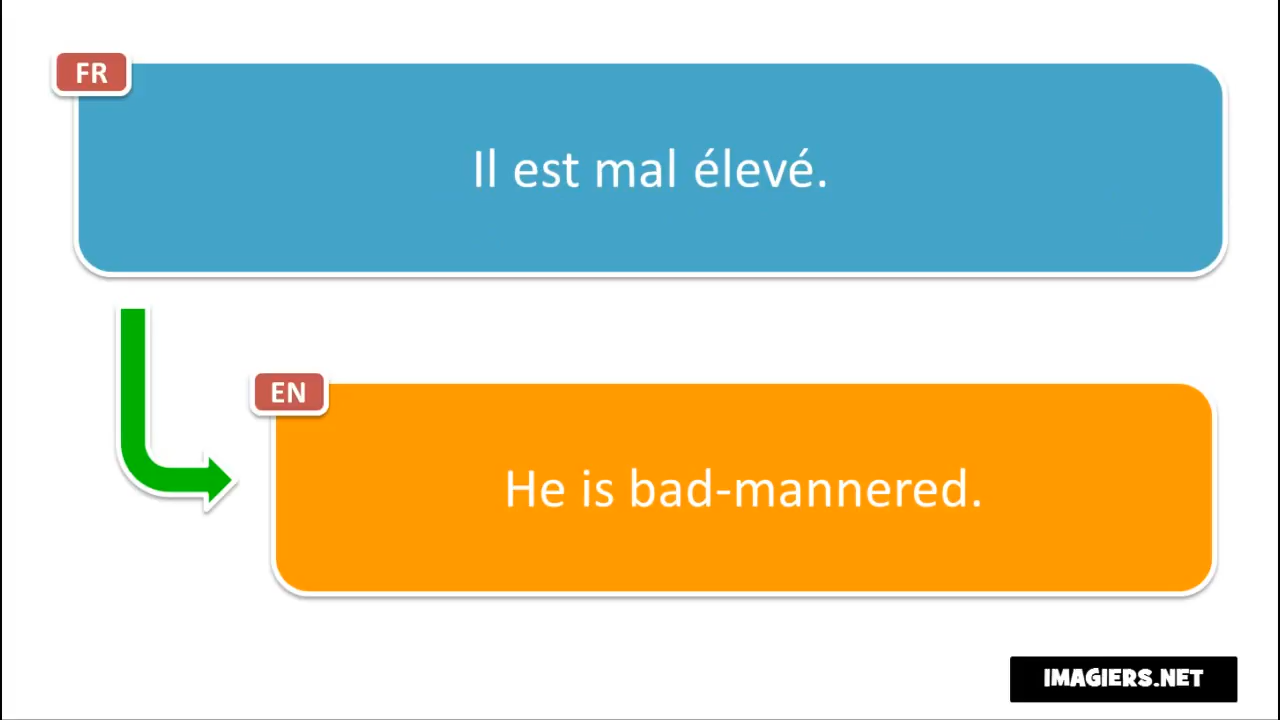 FR
Il est mal élevé.
EN
He is bad-mannered.
IMAGIERS.NET